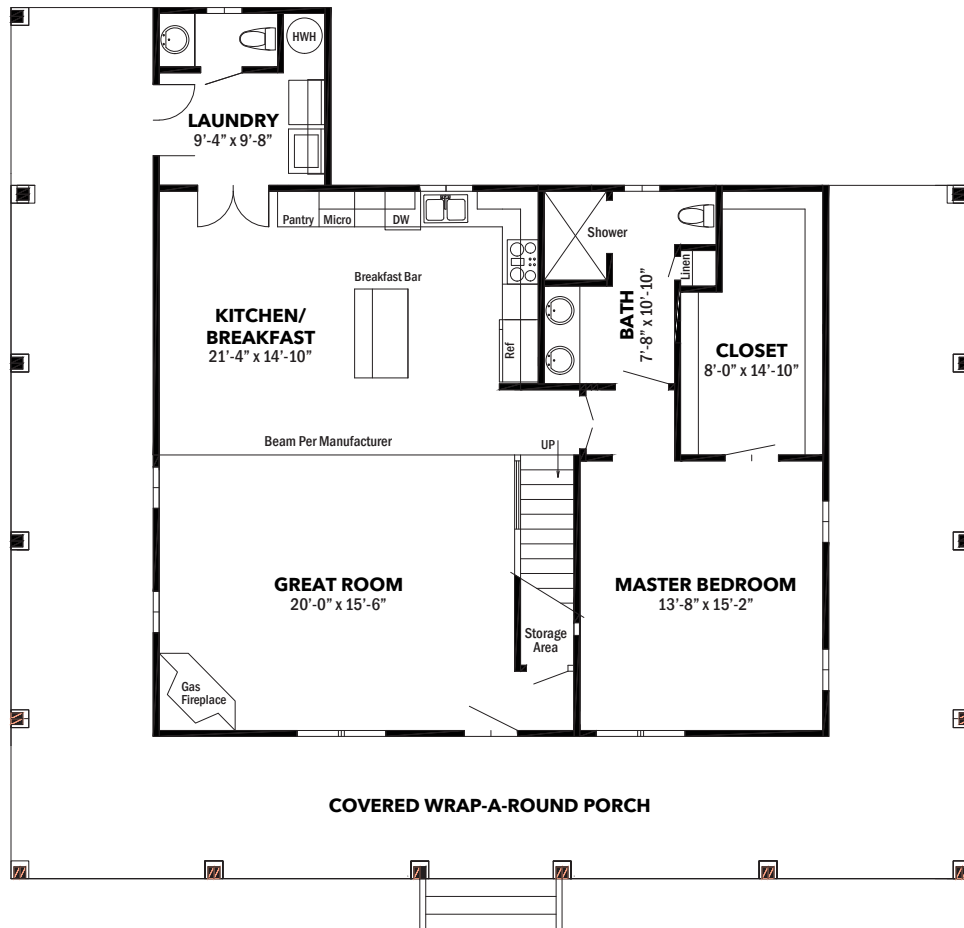 HWH
LAUNDRY
9’-4” x 9’-8”
Pantry
Micro
DW
Shower
Linen
Breakfast Bar
KITCHEN/
BREAKFAST
21’-4” x 14’-10”
Ref
BATH
7’-8” x 10’-10”
CLOSET
8’-0” x 14’-10”
Beam Per Manufacturer
UP
GREAT ROOM
20’-0” x 15’-6”
MASTER BEDROOM
13’-8” x 15’-2”
Storage
Area
Gas
Fireplace
COVERED WRAP-A-ROUND PORCH